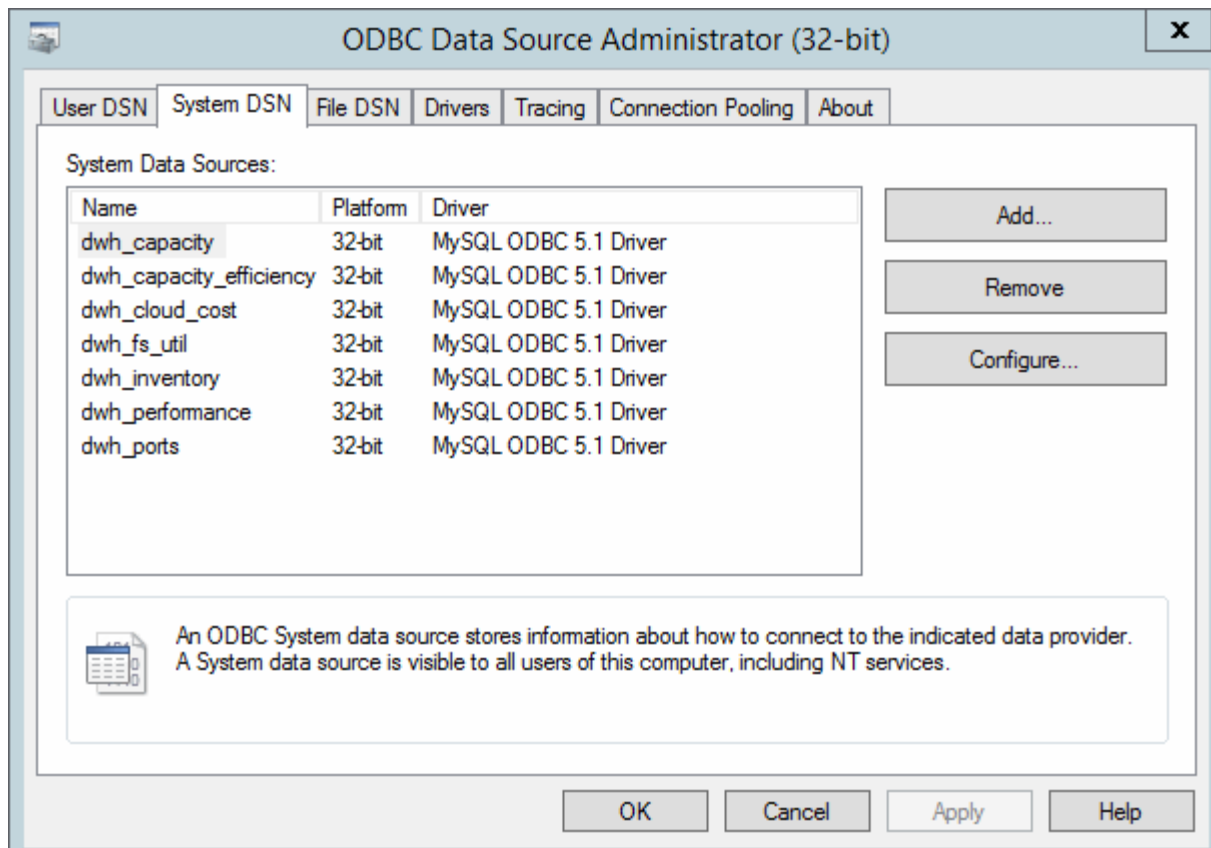 ODBC Data Source Administrator (32-bit)
x
User DSN System DSN File DSN Drivers Tracing Connection Pooling About
System Data Sources:
Name Platform Driver
dwh_capacity 32-bit MySQL ODBC 5.1 Driver
dwh_capacity_efficiency 32-bit MySQL ODBC 5.1 Driver
dwh_cloud_cost 32-bit MySQL ODBC 5.1 Driver
dwh_fs_util 32-bit MySQL ODBC 5.1 Driver
dwh_inventory 32-bit MySQL ODBC 5.1 Driver
dwh_performance 32-bit MySQL ODBC 5.1 Driver
dwh_ports 32-bit MySQL ODBC 5.1 Driver
Add...
Remove
Configure...
An ODBC System data source stores information about how to connect to the indicated data provider.
A System data source is visible to all users of this computer, including NT services.
OK Cancel Apply Help